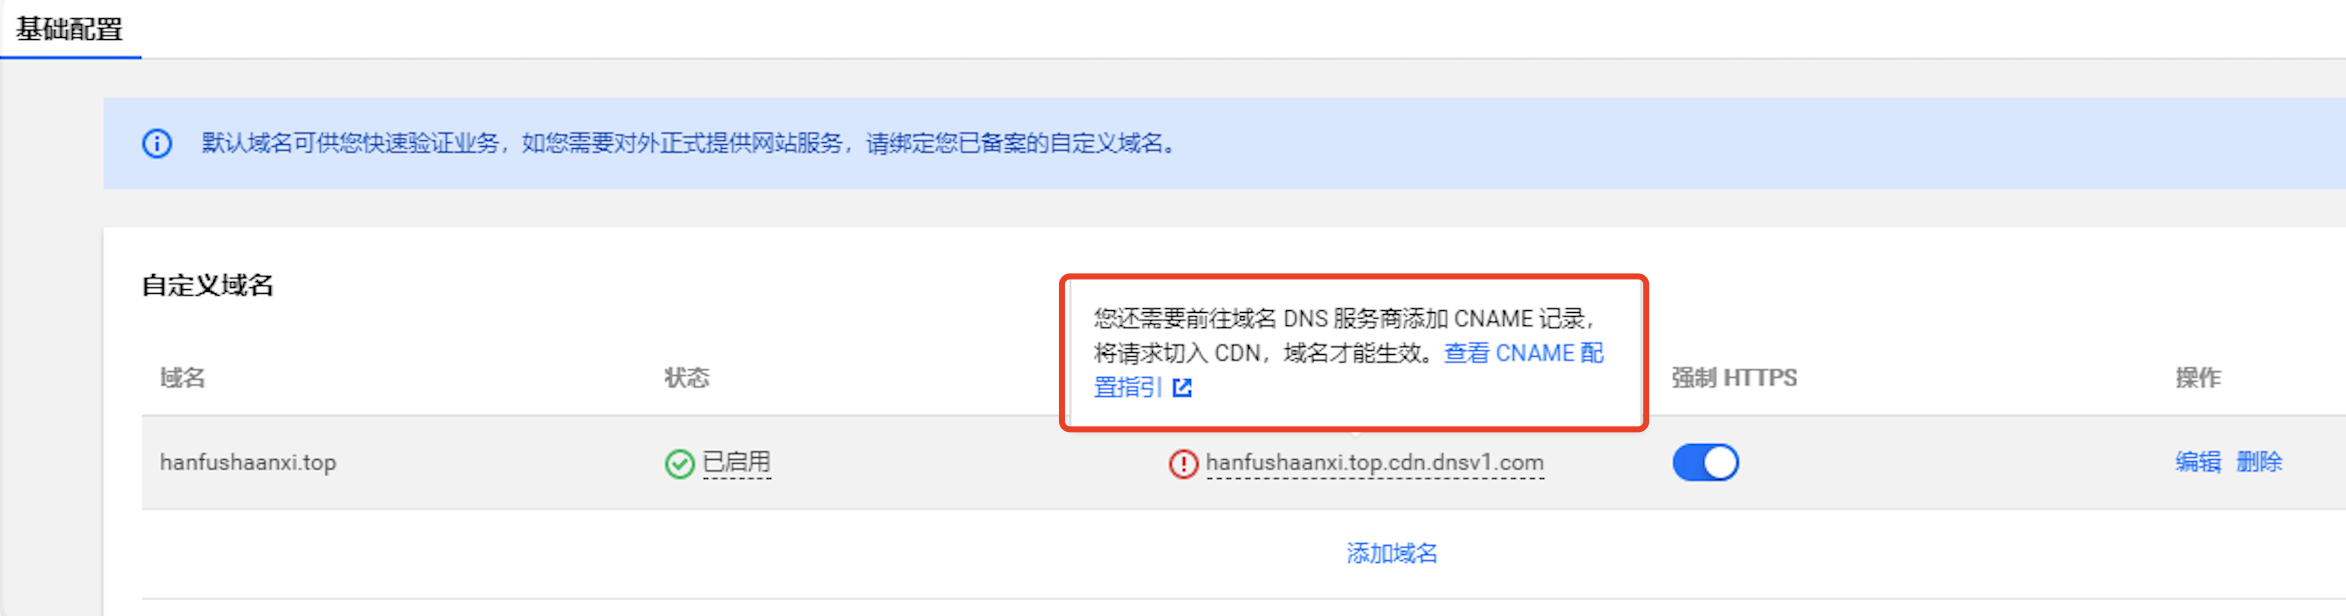 基础配置
默认域名可供您快速验证业务，如您需要对外正式提供网站服务，请绑定您已备案的自定义域名。
自定义域名
您还需要前往域名 DNS 服务商添加 CNAME 记录，
将请求切入 CDN，域名才能生效。查看 CNAME 配
置指引
域名 状态 强制 HTTPS 操作
hanfushaanxi.top 已启用 hanfushaanxi.top.cdn.dnsv1.com 编辑 删除
添加域名